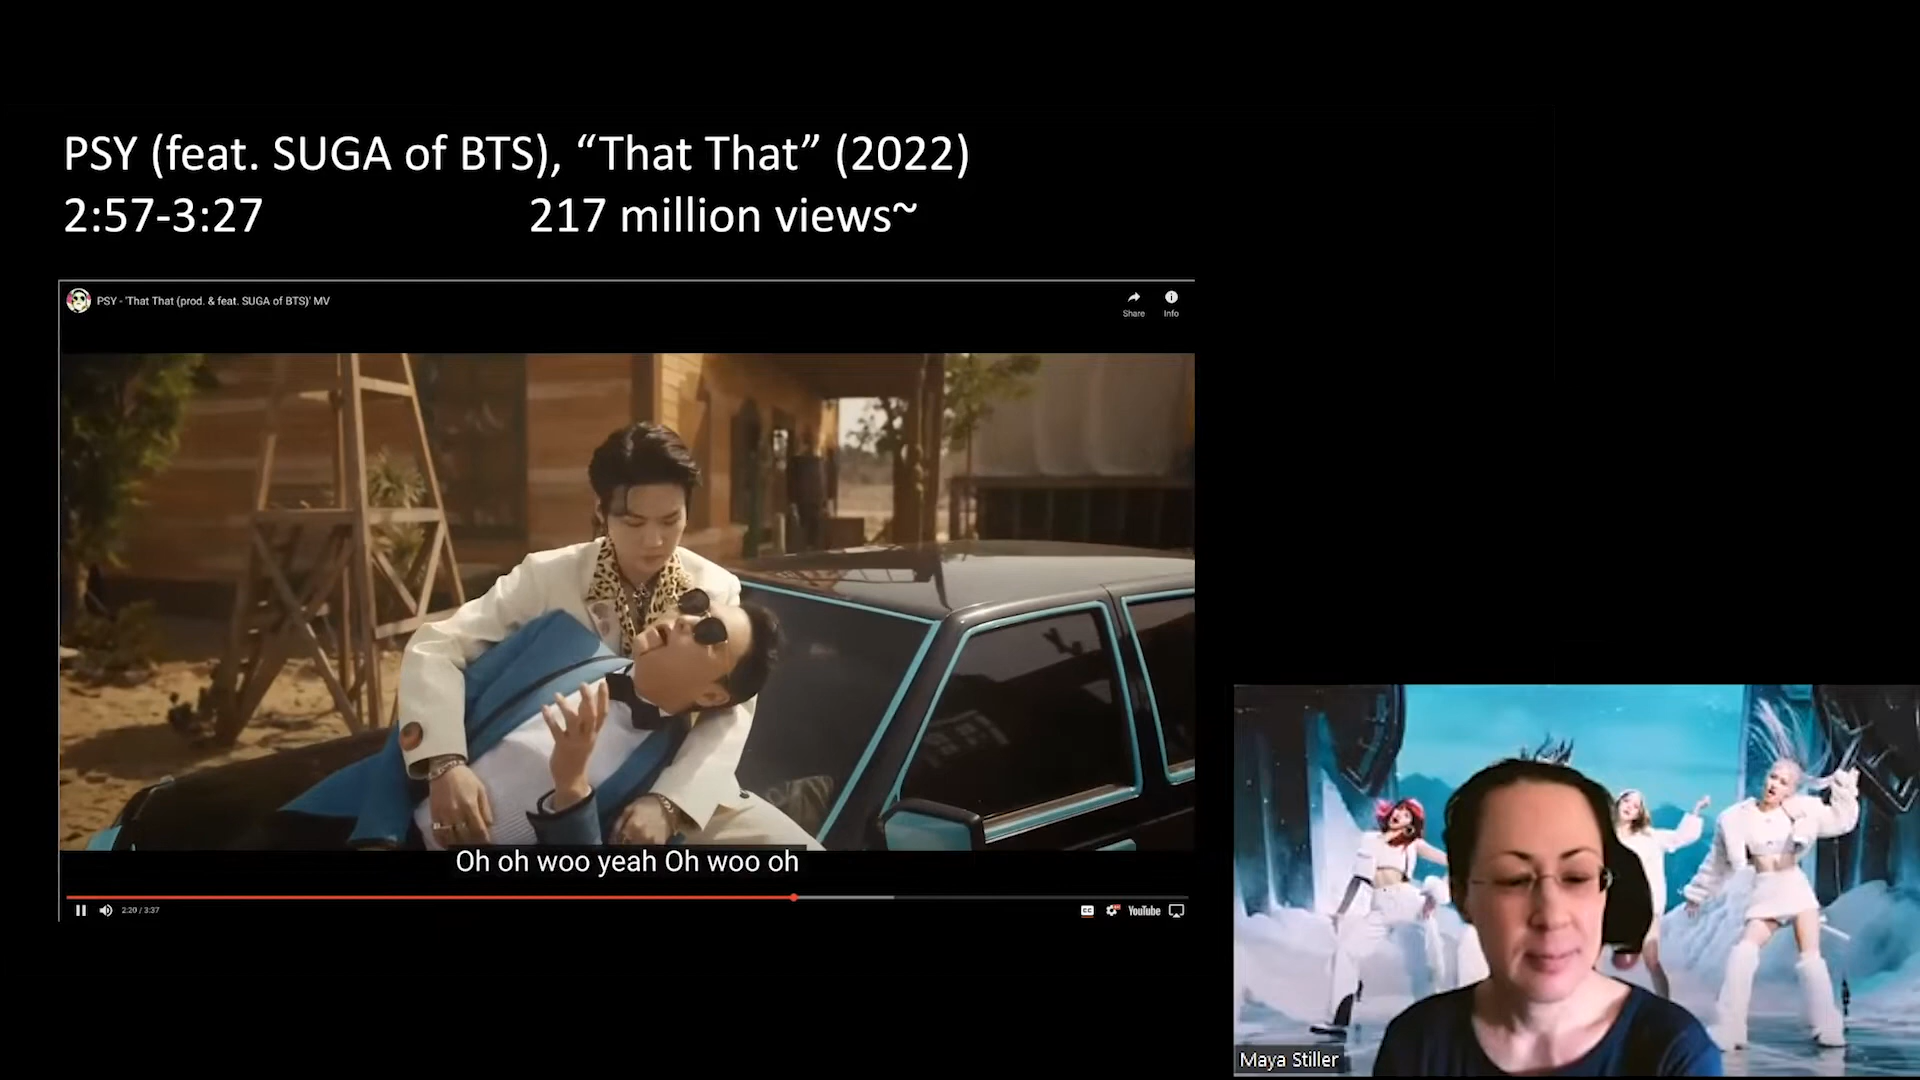 PSY (feat. SUGA of BTS), “That That” (2022)
2:57-3:27 217 million views~
PSY - 'That That (prod. & feat. SUGA of BTS)' MV
Share Info
Oh oh woo yeah Oh woo oh
2:20 / 3:37
CC YouTube
Maya Stiller